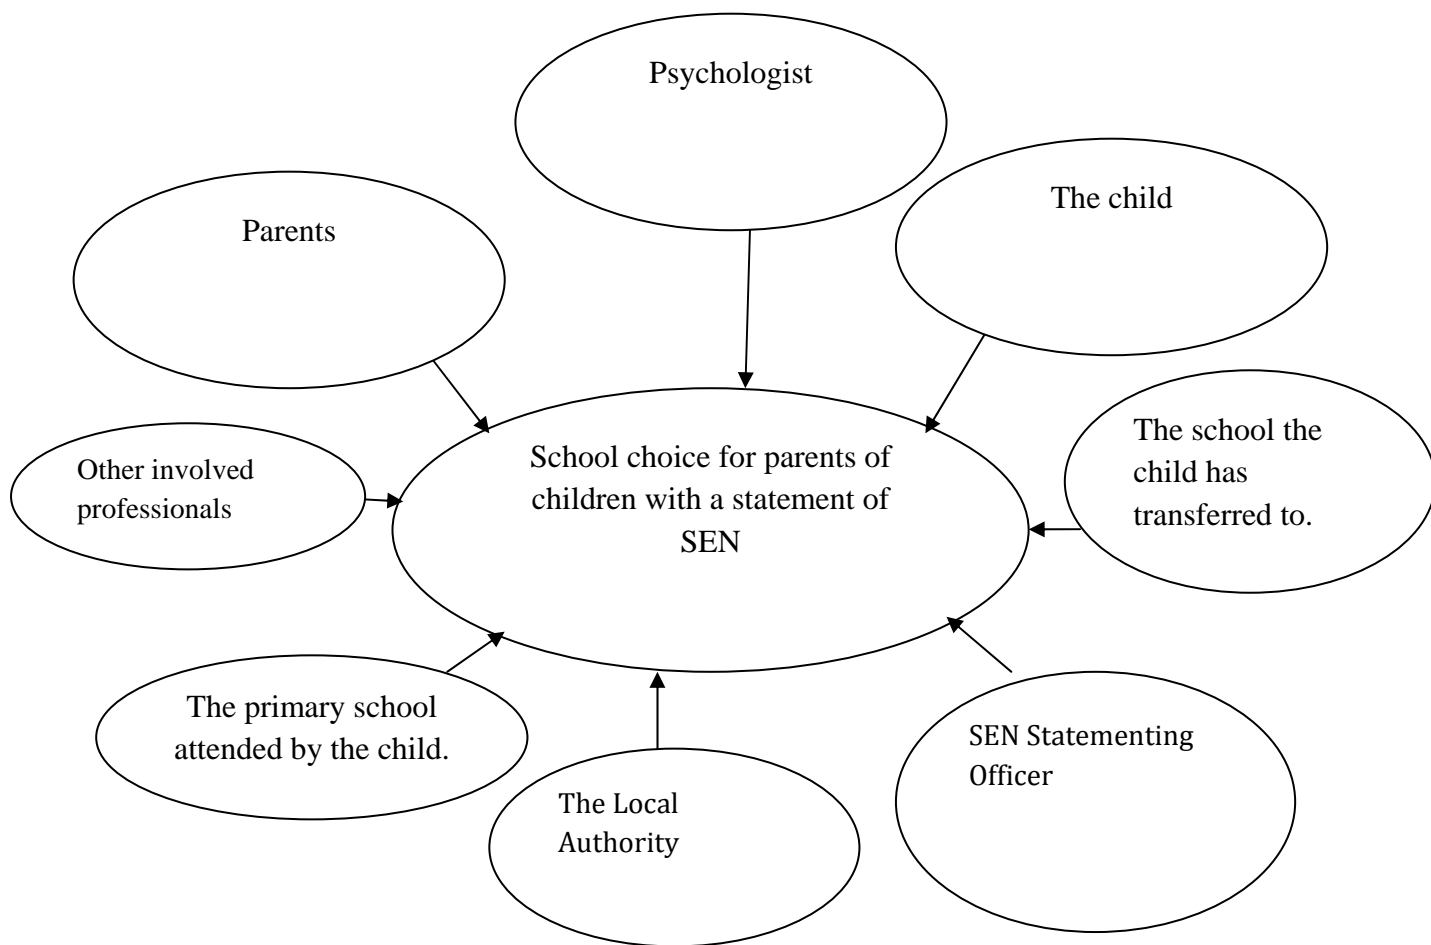 Psychologist
The child
Parents
The school the
child has
transferred to.
School choice for parents of
children with a statement of
SEN
Other involved
professionals
The primary school
attended by the child.
SEN Statementing
Officer
The Local
Authority